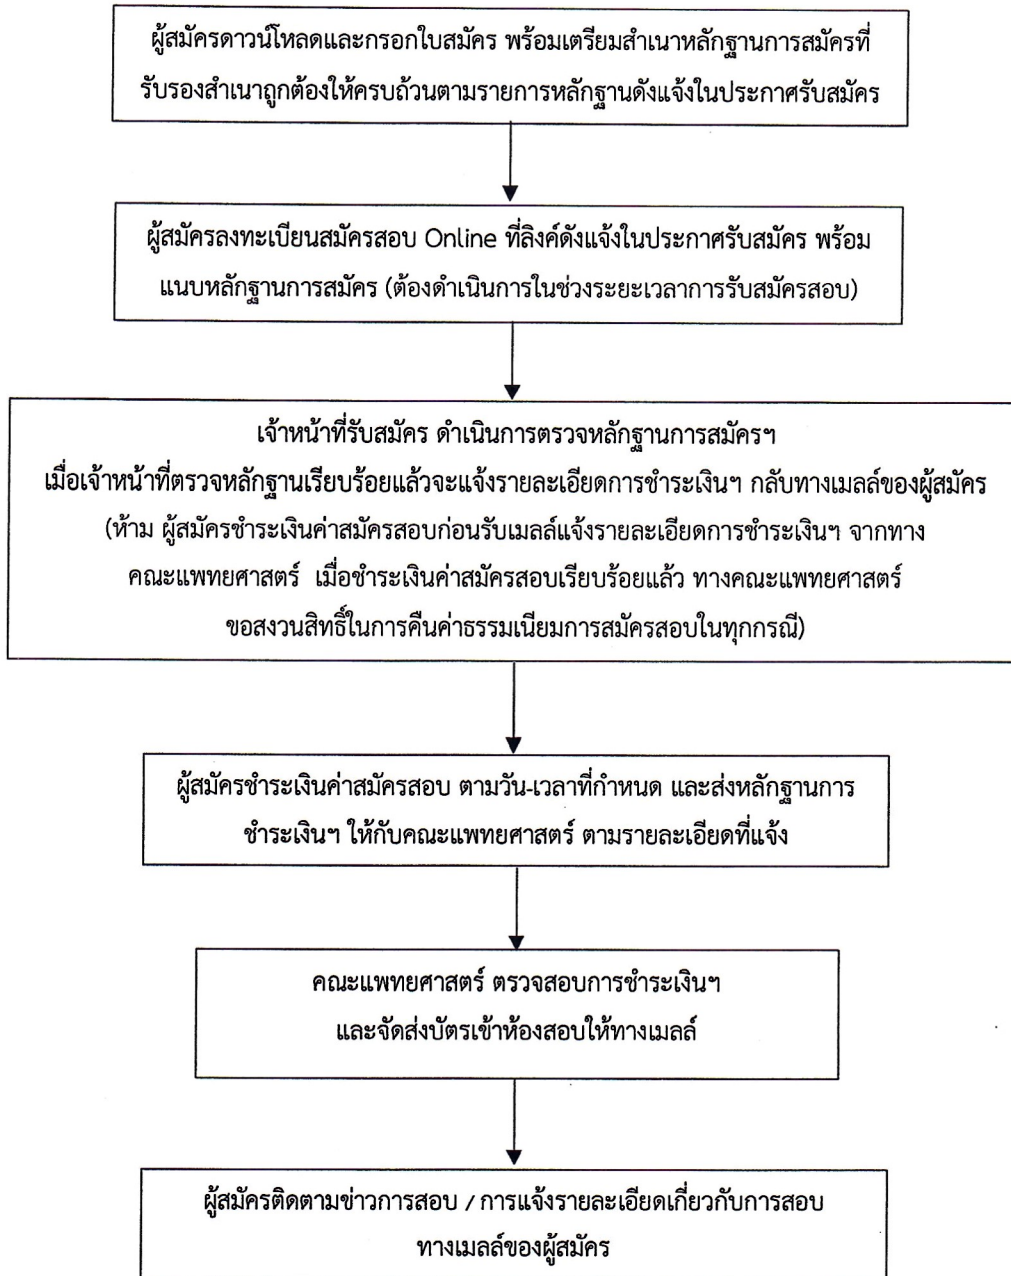 ผู้สมัครดาวน์โหลดและกรอกใบสมัคร พร้อมเตรียมสำเนาหลักฐานการสมัครที่
รับรองสำเนาถูกต้องให้ครบถ้วนตามรายการหลักฐานดังแจ้งในประกาศรับสมัคร
ผู้สมัครลงทะเบียนสมัครสอบ Online ที่ลิงค์ดังแจ้งในประกาศรับสมัคร พร้อม
แนบหลักฐานการสมัคร (ต้องดำเนินการในช่วงระยะเวลาการรับสมัครสอบ)
เจ้าหน้าที่รับสมัคร ดำเนินการตรวจหลักฐานการสมัครฯ
เมื่อเจ้าหน้าที่ตรวจหลักฐานเรียบร้อยแล้วจะแจ้งรายละเอียดการชำระเงินฯ กลับทางเมลล์ของผู้สมัคร
(ห้าม ผู้สมัครชำระเงินค่าสมัครสอบก่อนรับเมลล์แจ้งรายละเอียดการชำระเงินฯ จากทาง
คณะแพทยศาสตร์ เมื่อชำระเงินค่าสมัครสอบเรียบร้อยแล้ว ทางคณะแพทยศาสตร์
ขอสงวนสิทธิ์ในการคืนค่าธรรมเนียมการสมัครสอบในทุกกรณี)
ผู้สมัครชำระเงินค่าสมัครสอบ ตามวัน-เวลาที่กำหนด และส่งหลักฐานการ
ชำระเงินฯ ให้กับคณะแพทยศาสตร์ ตามรายละเอียดที่แจ้ง
คณะแพทยศาสตร์ ตรวจสอบการชำระเงินฯ
และจัดส่งบัตรเข้าห้องสอบให้ทางเมลล์
ผู้สมัครติดตามข่าวการสอบ / การแจ้งรายละเอียดเกี่ยวกับการสอบ
ทางเมลล์ของผู้สมัคร